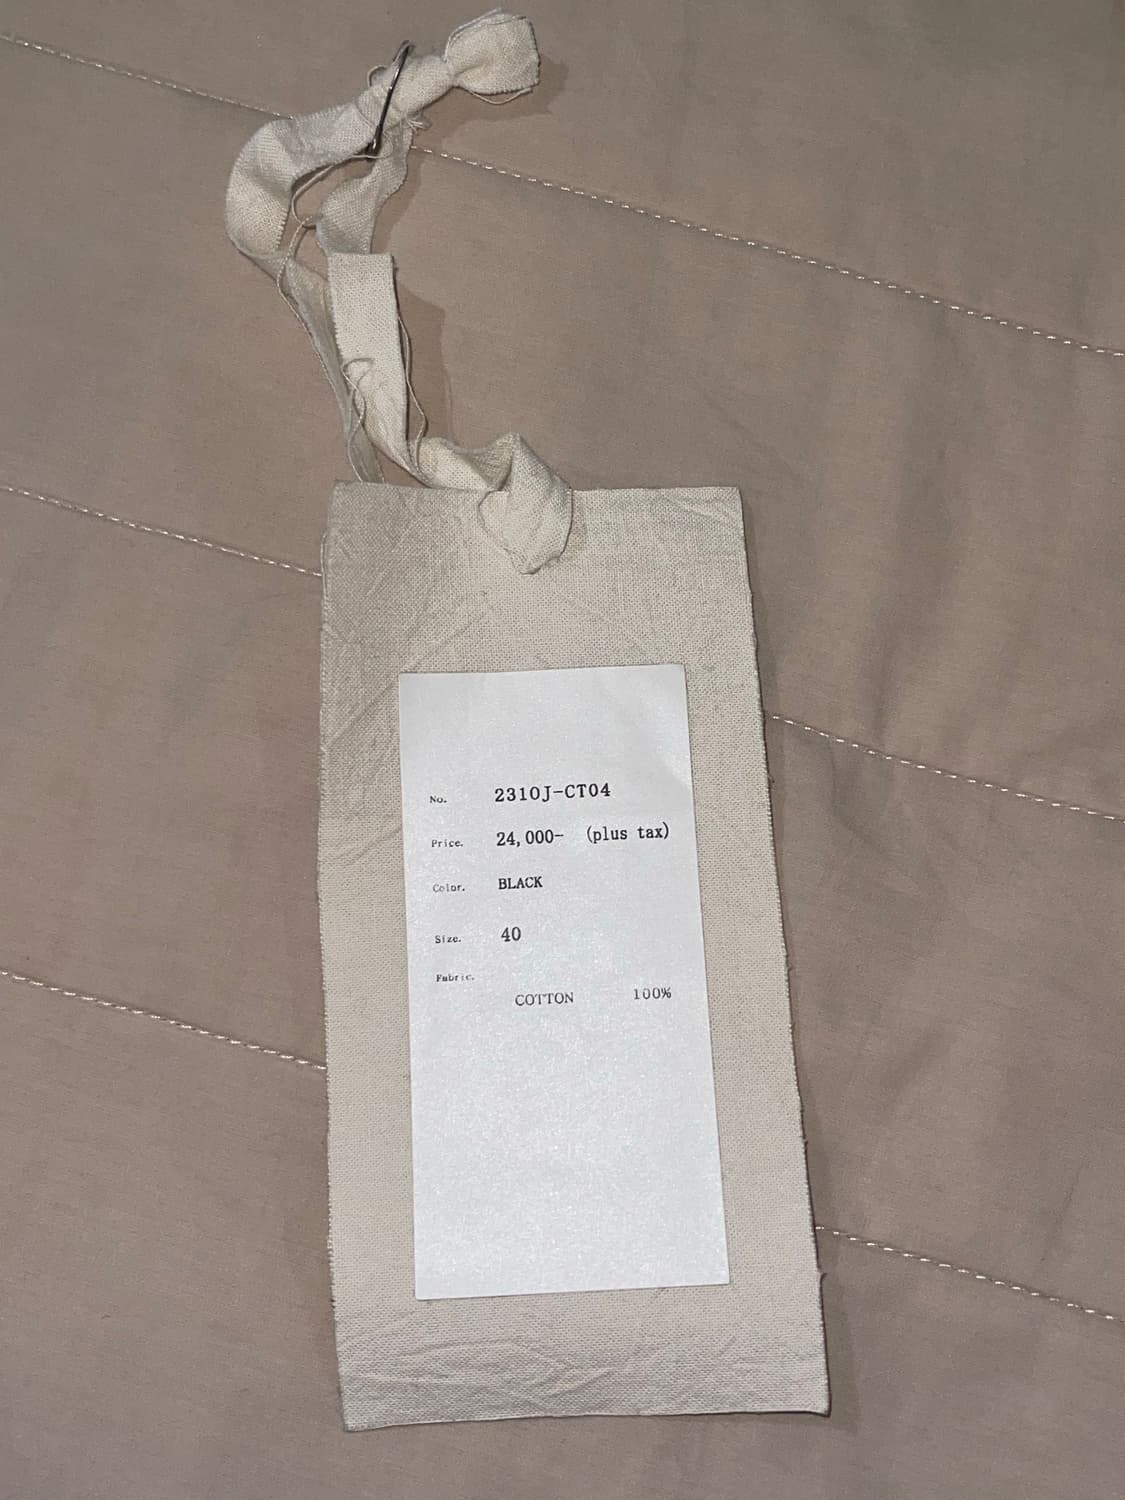 No. 2310J-CT04
Price. 24,000- (plus tax)
Color. BLACK
Size. 40
Fabric.
COTTON 100%